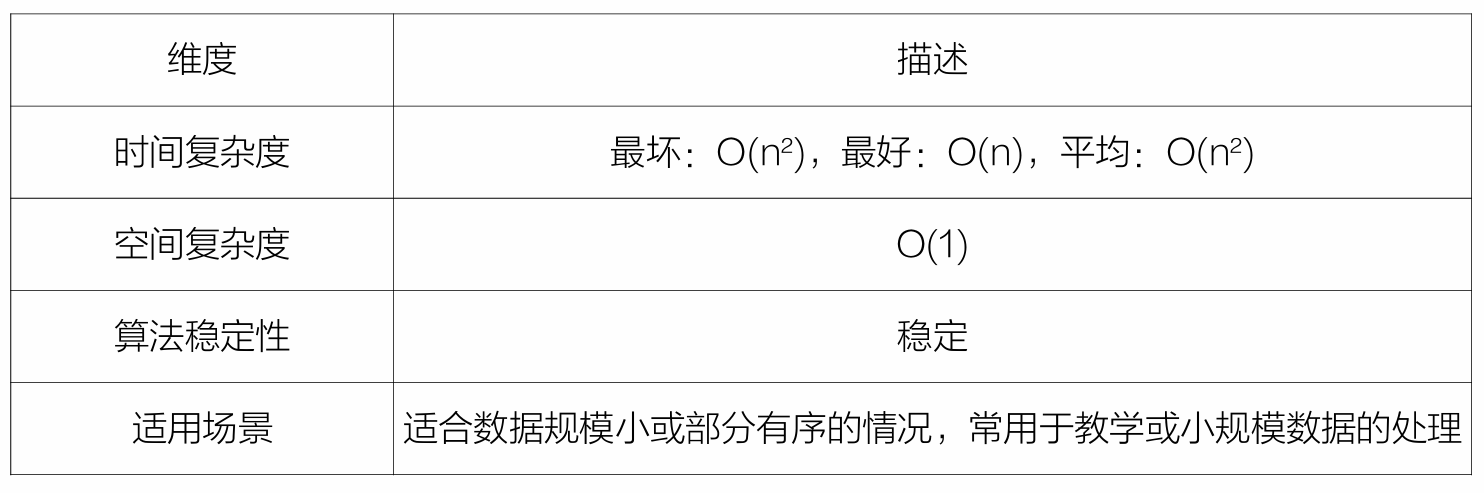 维度 描述
时间复杂度 最坏：O(n²)，最好：O(n)，平均：O(n²)
空间复杂度 O(1)
算法稳定性 稳定
适用场景 适合数据规模小或部分有序的情况，常用于教学或小规模数据的处理